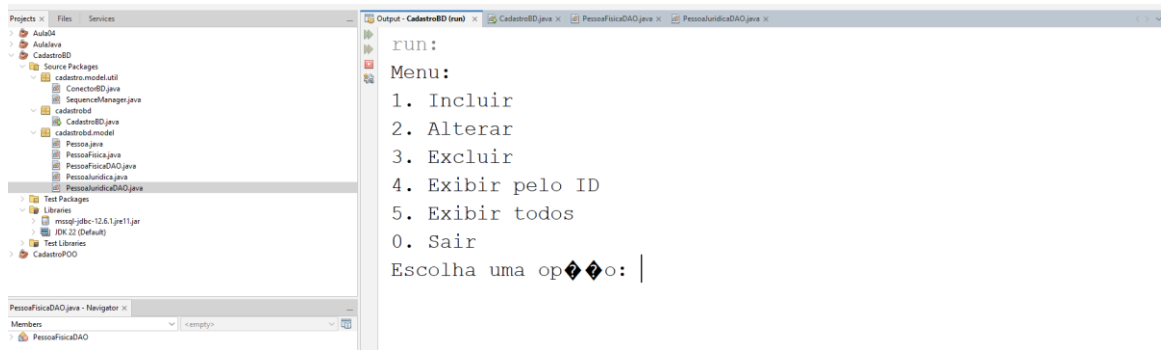 Projects
Files
Services
Aula04
AulaJava
CadastroBD
Source Packages
cadastro.model.util
ConectorBD.java
SequenceManager.java
cadastrobd
CadastroBD.java
cadastrobd.model
Pessoa.java
PessoaFisica.java
PessoaFisicaDAO.java
PessoaJuridica.java
PessoaJuridicaDAO.java
Test Packages
Libraries
mssql-jdbc-12.6.1.jre11.jar
JDK 22 (Default)
Test Libraries
CadastroPOO
PessoaFisicaDAO.java - Navigator
Members <empty>
PessoaFisicaDAO
Output - CadastroBD (run) CadastroBD.java PessoaFisicaDAO.java PessoaJuridicaDAO.java
run:
Menu:
1. Incluir
2. Alterar
3. Excluir
4. Exibir pelo ID
5. Exibir todos
0. Sair
Escolha uma op��o: